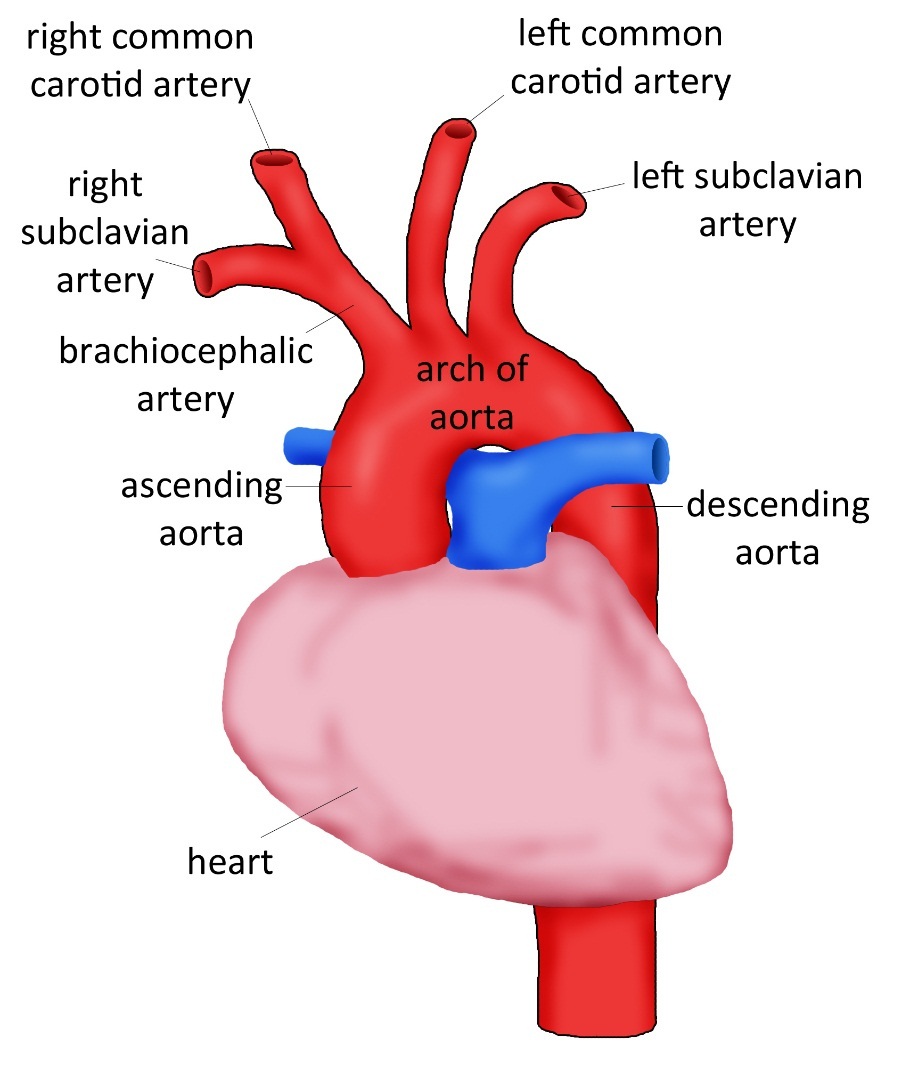 right common
carotid artery
left common
carotid artery
right
subclavian
artery
left subclavian
artery
brachiocephalic
artery
arch of
aorta
ascending
aorta
descending
aorta
heart